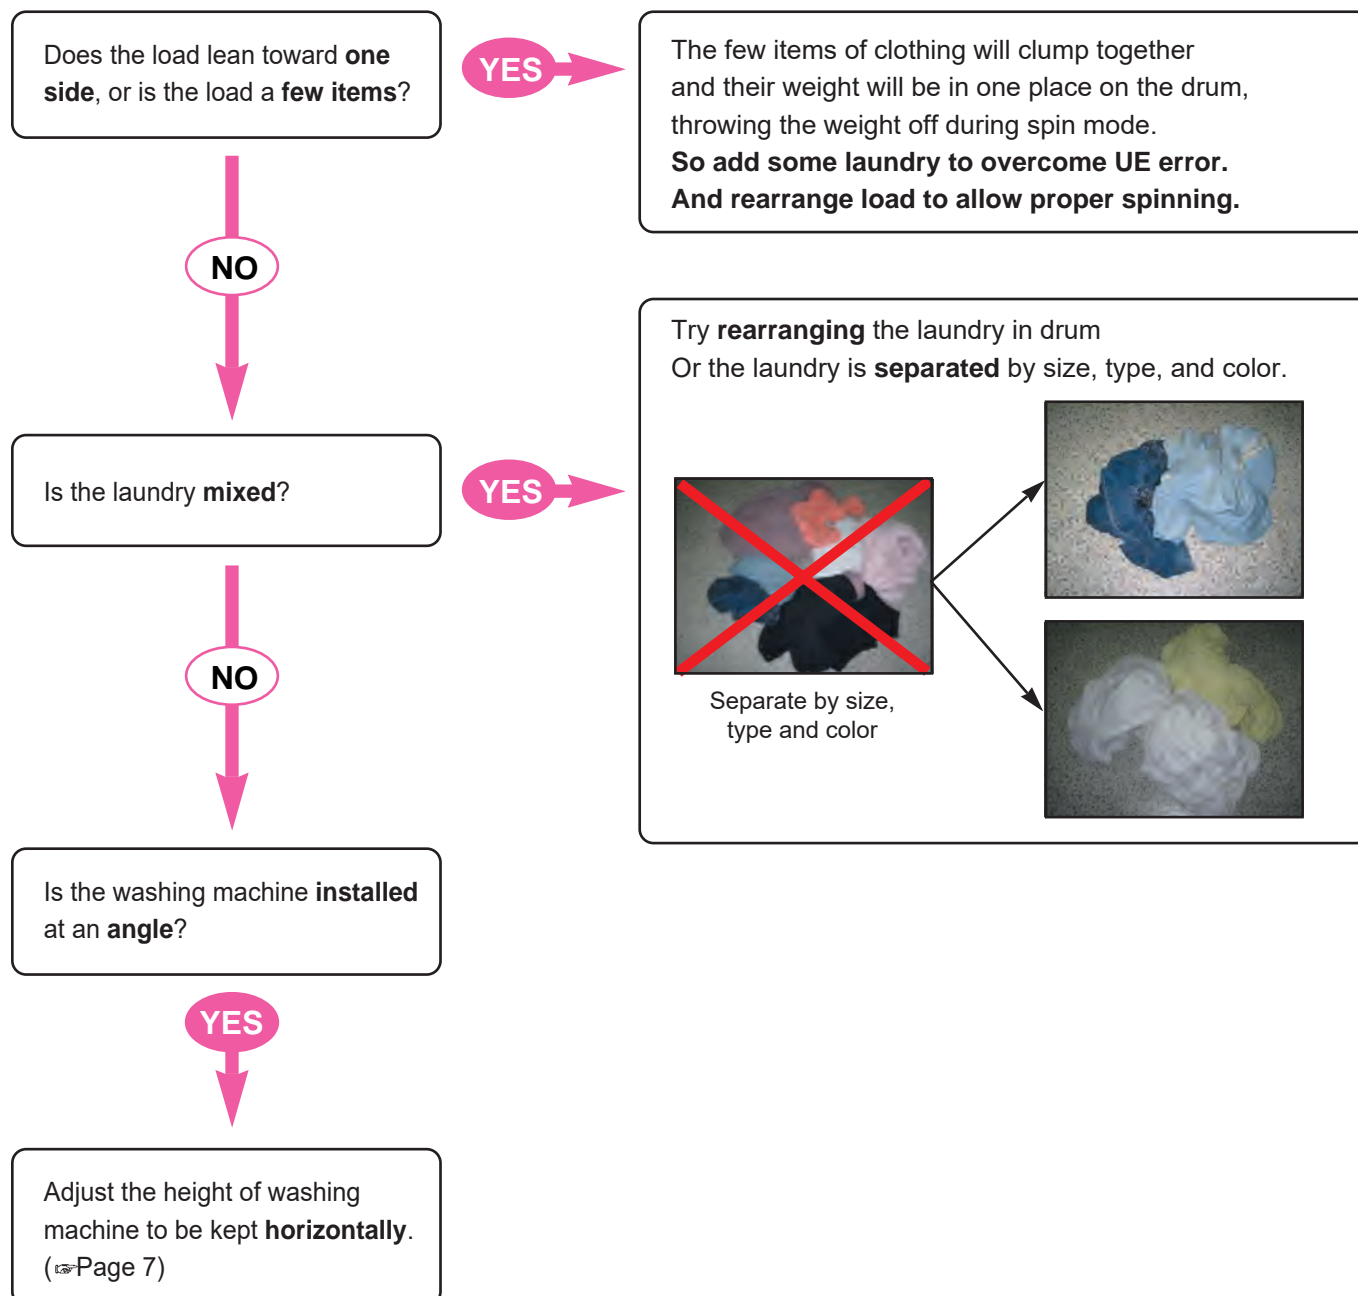 Does the load lean toward one
side, or is the load a few items?
YES
The few items of clothing will clump together
and their weight will be in one place on the drum,
throwing the weight off during spin mode.
So add some laundry to overcome UE error.
And rearrange load to allow proper spinning.
NO
Is the laundry mixed?
YES
Try rearranging the laundry in drum
Or the laundry is separated by size, type, and color.
Separate by size,
type and color
NO
Is the washing machine installed
at an angle?
YES
Adjust the height of washing
machine to be kept horizontally.
(☞Page 7)